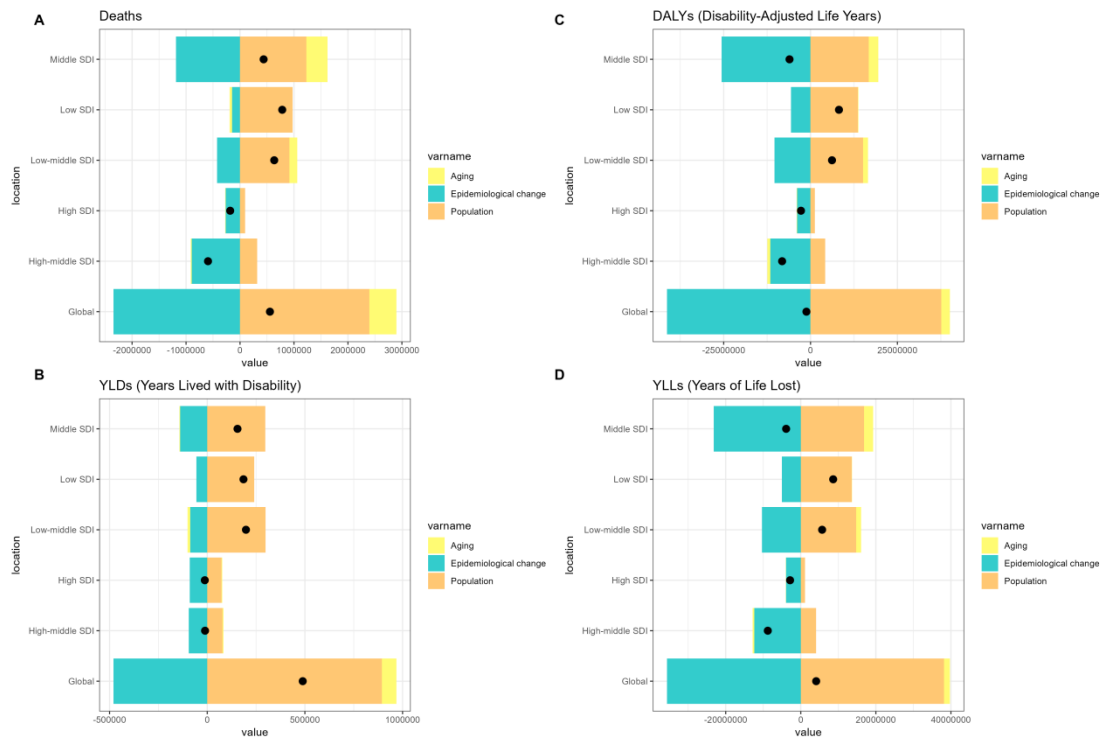 A
Deaths
Middle SDI
Low SDI
Low-middle SDI
High SDI
High-middle SDI
Global
location
-2000000 -1000000 0 1000000 2000000 3000000
value
varname
Aging
Epidemiological change
Population
C
DALYs (Disability-Adjusted Life Years)
Middle SDI
Low SDI
Low-middle SDI
High SDI
High-middle SDI
Global
location
-25000000 0 25000000
value
varname
Aging
Epidemiological change
Population
B
YLDs (Years Lived with Disability)
Middle SDI
Low SDI
Low-middle SDI
High SDI
High-middle SDI
Global
location
-500000 0 500000 1000000
value
varname
Aging
Epidemiological change
Population
D
YLLs (Years of Life Lost)
Middle SDI
Low SDI
Low-middle SDI
High SDI
High-middle SDI
Global
location
-20000000 0 20000000 40000000
value
varname
Aging
Epidemiological change
Population